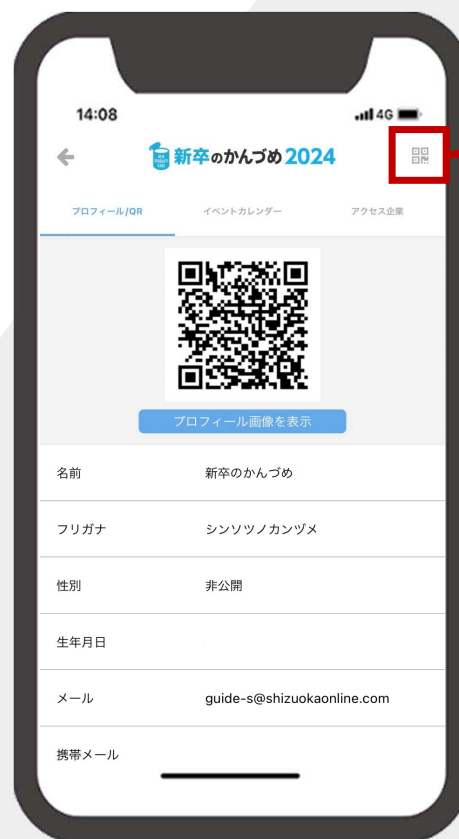 14:08
4G
新卒のかんづめ 2024
プロフィール/QR
イベントカレンダー
アクセス企業
プロフィール画像を表示
名前 新卒のかんづめ
フリガナ シンソツノカンヅメ
性別 非公開
生年月日
メール guide-s@shizuokaonline.com
携帯メール